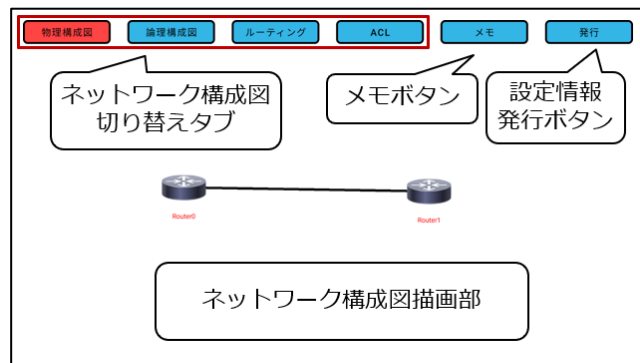 物理構成図 論理構成図 ルーティング ACL メモ 発行
ネットワーク構成図
切り替えタブ
メモボタン
設定情報
発行ボタン
Router0
Router1
ネットワーク構成図描画部